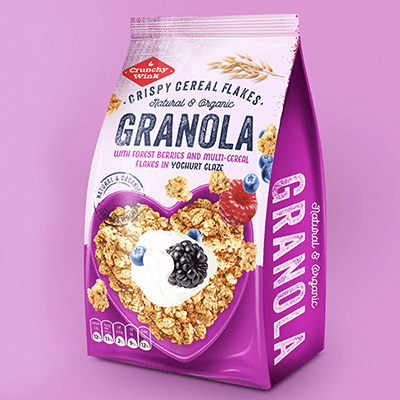 Crunchy
Wink
CRISPY CEREAL FLAKES
Natural & Organic
GRANOLA
WITH FOREST BERRIES AND MULTI-CEREAL
FLAKES IN YOGHURT GLAZE
NATURAL & ORGANIC
GRANOLA
Natural & Organic